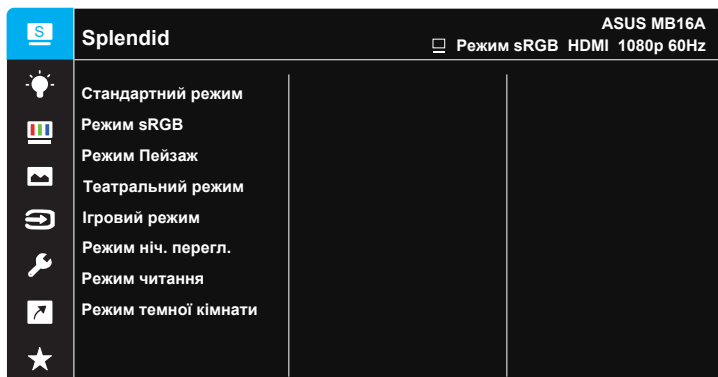 S
Splendid
ASUS MB16A
Режим sRGB HDMI 1080p 60Hz
Стандартний режим
Режим sRGB
Режим Пейзаж
Театральний режим
Ігровий режим
Режим ніч. перегл.
Режим читання
Режим темної кімнати